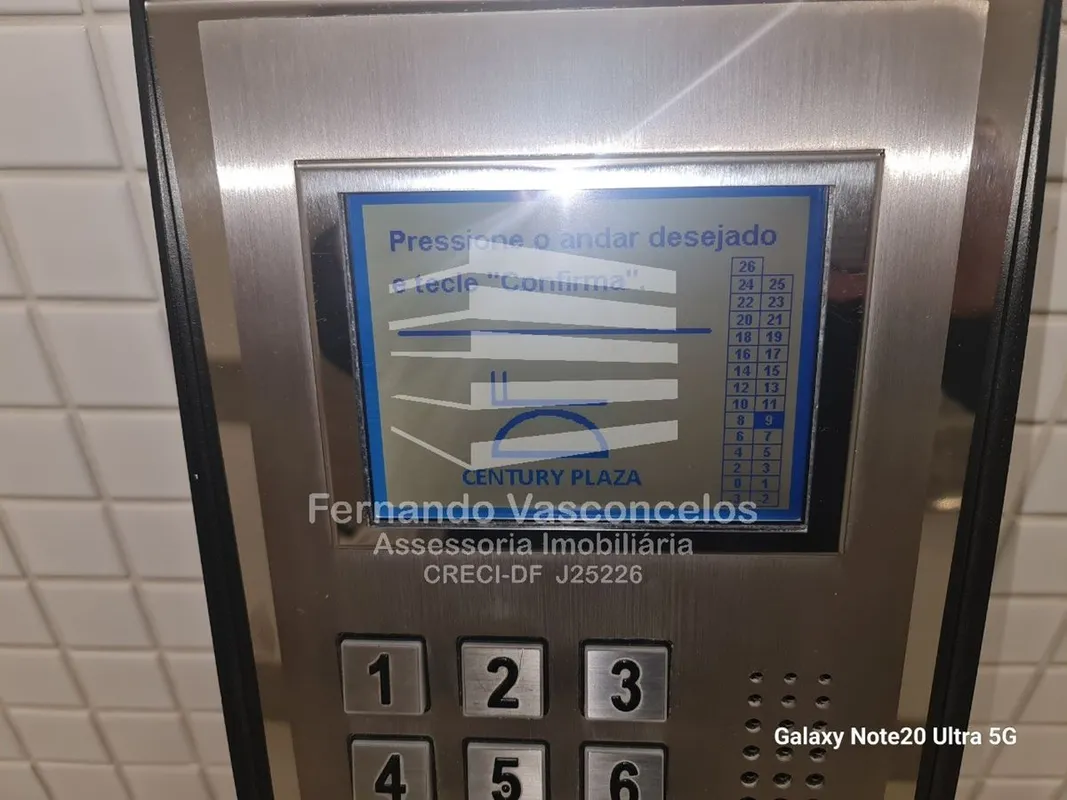 Pressione o andar desejado
e tecle "Confirma".
26
24 25
22 23
20 21
18 19
16 17
14 15
12 13
10 11
8 9
6 7
4 5
2 3
0 1
3 2
CENTURY PLAZA
Fernando Vasconcelos
Assessoria Imobiliária
CRECI-DF J25226
1 2 3
4 5 6
Galaxy Note20 Ultra 5G